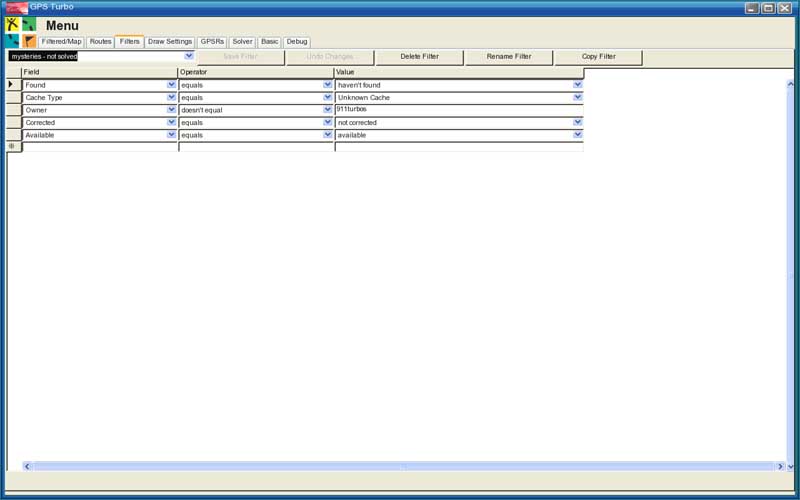 GPS Turbo
Menu
Filtered/Map Routes Filters Draw Settings GPSRs Solver Basic Debug
mysteries - not solved Save Filter Undo Changes... Delete Filter Rename Filter Copy Filter
Field Operator Value
Found equals haven't found
Cache Type equals Unknown Cache
Owner doesn't equal 911turbos
Corrected equals not corrected
Available equals available